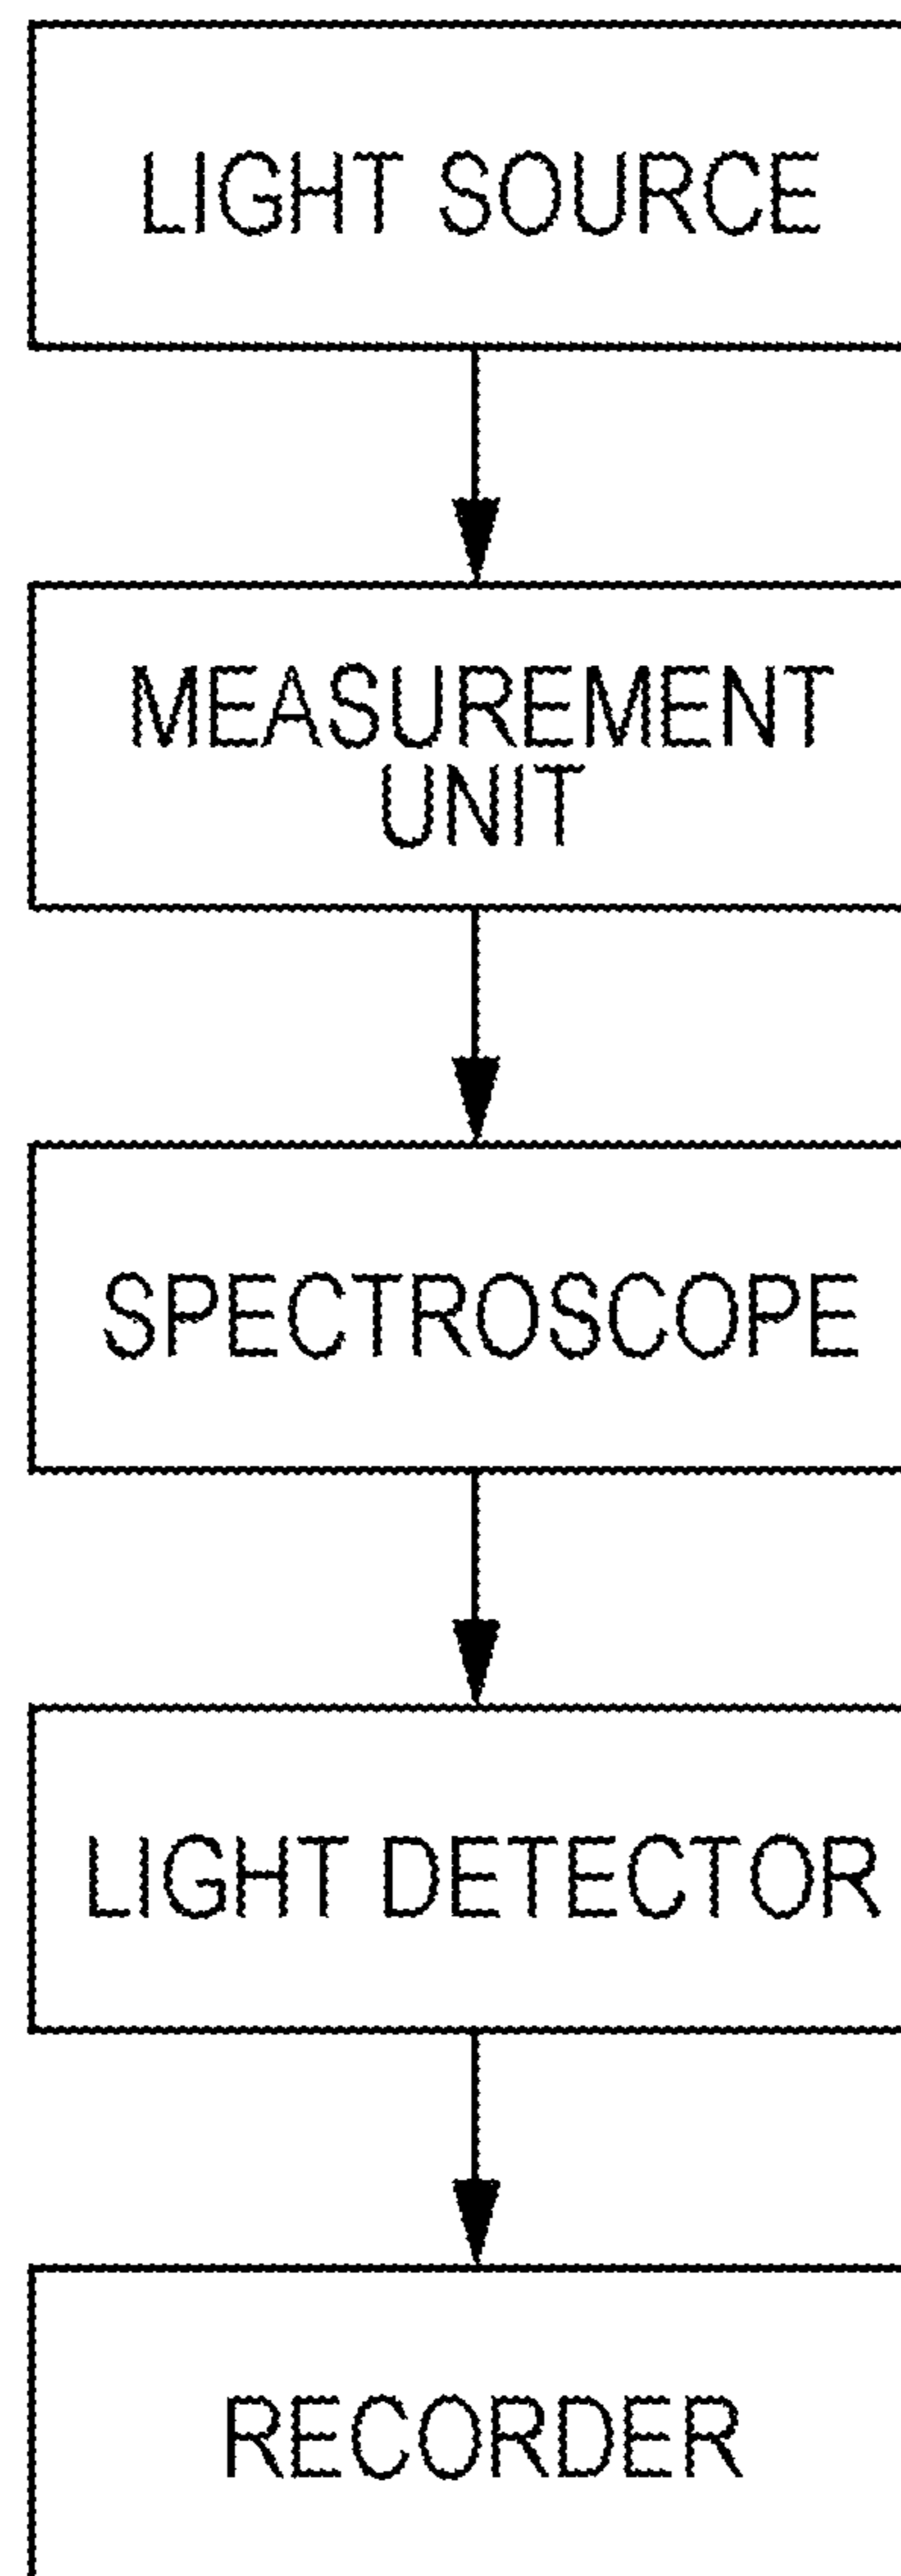 LIGHT SOURCE
MEASUREMENT
UNIT
SPECTROSCOPE
LIGHT DETECTOR
RECORDER